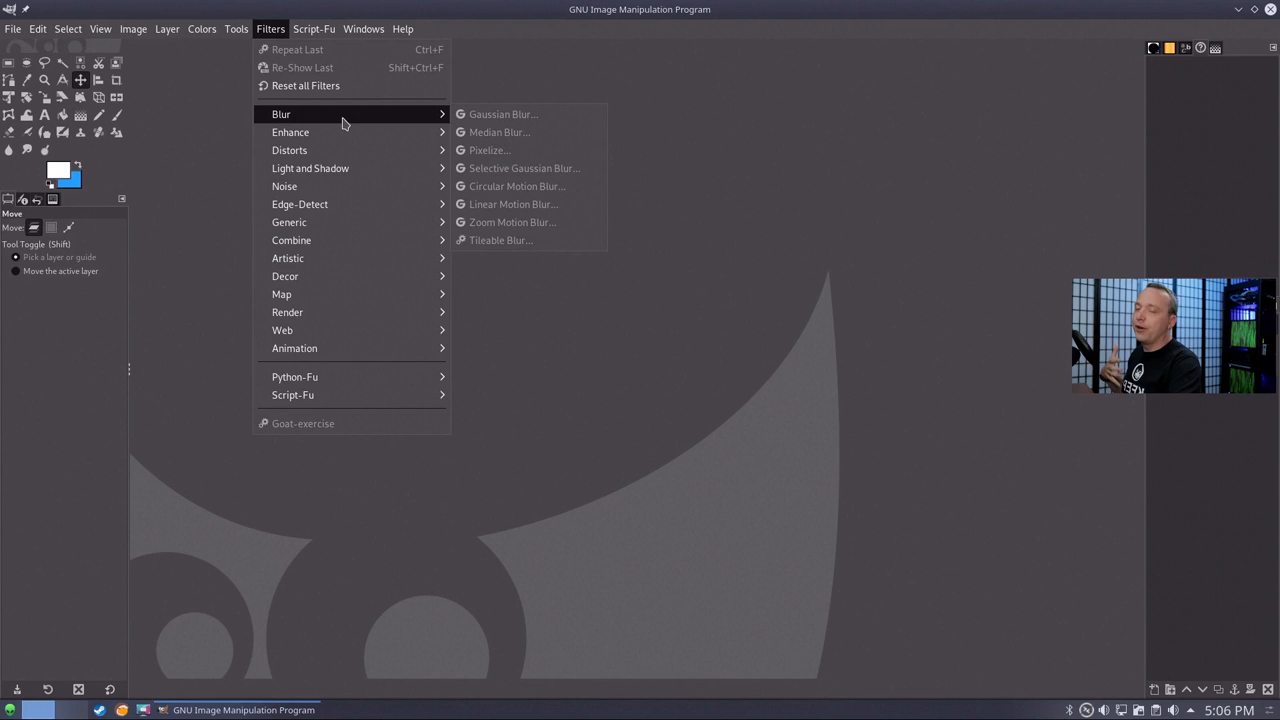 GNU Image Manipulation Program
File Edit Select View Image Layer Colors Tools Filters Script-Fu Windows Help
Repeat Last Ctrl+F
Re-Show Last Shift+Ctrl+F
Reset all Filters
Blur
Enhance
Distorts
Light and Shadow
Noise
Edge-Detect
Generic
Combine
Artistic
Decor
Map
Render
Web
Animation
Python-Fu
Script-Fu
Goat-exercise
Gaussian Blur...
Median Blur...
Pixelize...
Selective Gaussian Blur...
Circular Motion Blur...
Linear Motion Blur...
Zoom Motion Blur...
Tileable Blur...
Move
Move:
Tool Toggle (Shift)
Pick a layer or guide
Move the active layer
GNU Image Manipulation Program
5:06 PM